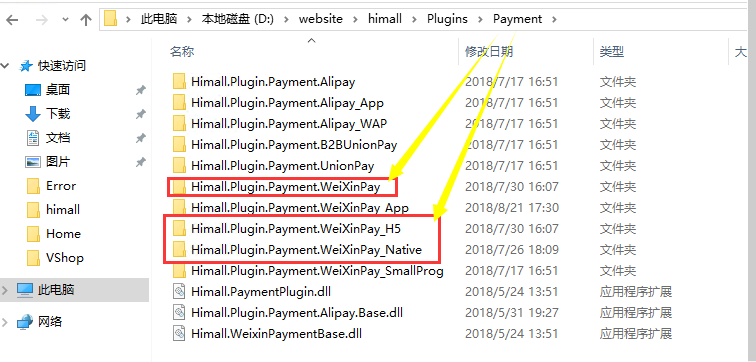 此电脑 › 本地磁盘 (D:) › website › himall › Plugins › Payment ›
名称 修改日期 类型 大
快速访问
桌面
下载
文档
图片
Error
himall
Home
VShop
此电脑
网络
Himall.Plugin.Payment.Alipay 2018/7/17 16:51 文件夹
Himall.Plugin.Payment.Alipay_App 2018/7/17 16:51 文件夹
Himall.Plugin.Payment.Alipay_WAP 2018/7/17 16:51 文件夹
Himall.Plugin.Payment.B2BUnionPay 2018/7/17 16:51 文件夹
Himall.Plugin.Payment.UnionPay 2018/7/17 16:51 文件夹
Himall.Plugin.Payment.WeiXinPay 2018/7/30 16:07 文件夹
Himall.Plugin.Payment.WeiXinPay_App 2018/8/21 17:30 文件夹
Himall.Plugin.Payment.WeiXinPay_H5 2018/7/30 16:07 文件夹
Himall.Plugin.Payment.WeiXinPay_Native 2018/7/26 18:09 文件夹
Himall.Plugin.Payment.WeiXinPay_SmallProg 2018/7/17 16:51 文件夹
Himall.PaymentPlugin.dll 2018/5/24 13:51 应用程序扩展
Himall.Plugin.Payment.Alipay.Base.dll 2018/5/31 19:27 应用程序扩展
Himall.WeixinPaymentBase.dll 2018/5/24 13:51 应用程序扩展